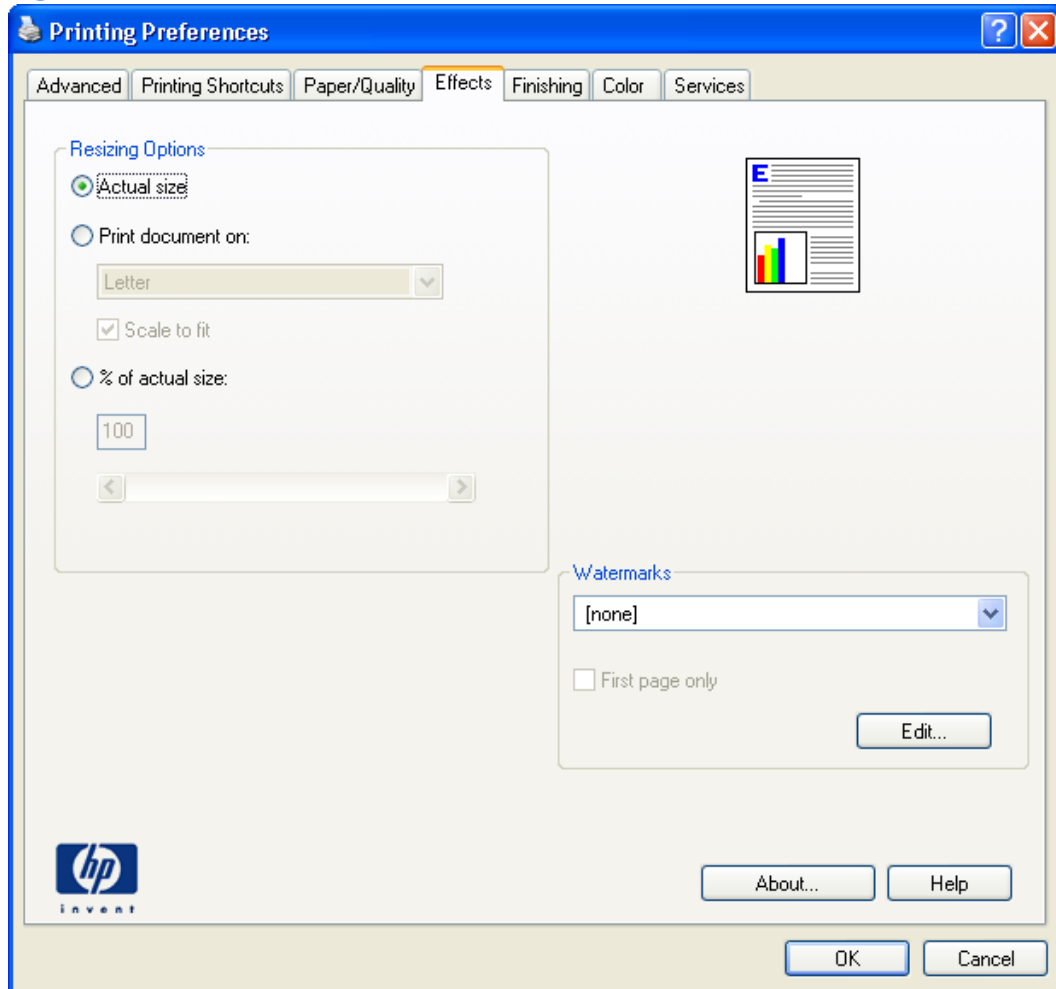 Printing Preferences
Advanced Printing Shortcuts Paper/Quality Effects Finishing Color Services
Resizing Options
Actual size
E
Print document on:
Letter
Scale to fit
% of actual size:
100
Watermarks
[none]
First page only
Edit...
hp
invent
About... Help
OK Cancel